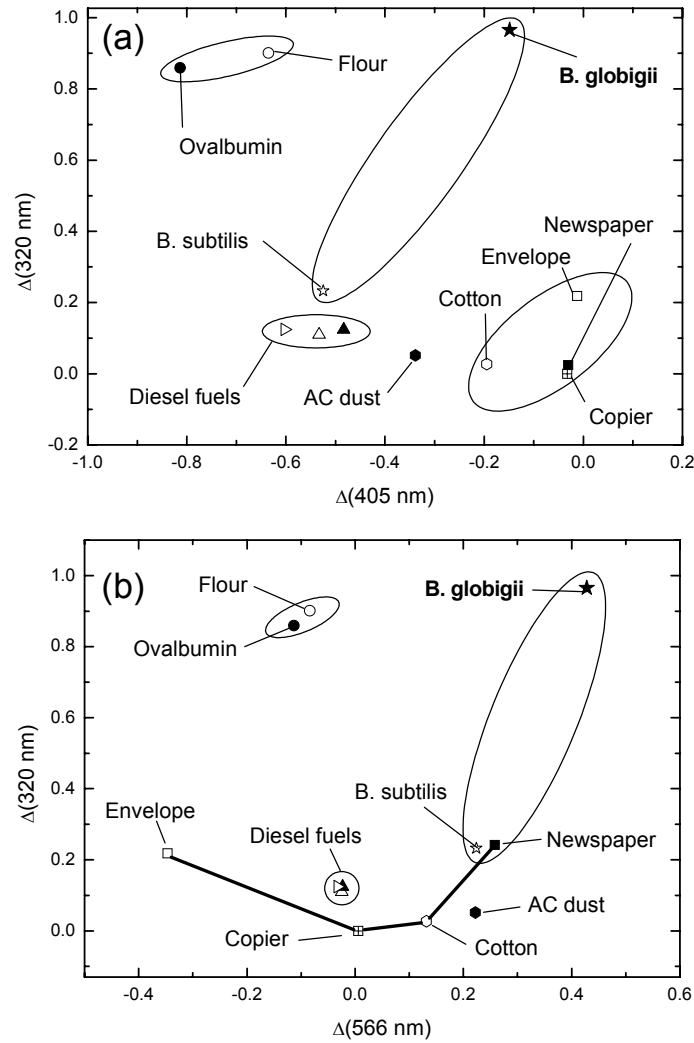 (a)
1.0
0.8
0.6
0.4
0.2
0.0
-0.2
Δ(320 nm)
Flour
B. globigii
Ovalbumin
Newspaper
B. subtilis
Envelope
Cotton
Diesel fuels
AC dust
Copier
-1.0 -0.8 -0.6 -0.4 -0.2 0.0 0.2
Δ(405 nm)
(b)
1.0
0.8
0.6
0.4
0.2
0.0
Δ(320 nm)
Flour
B. globigii
Ovalbumin
B. subtilis
Envelope
Diesel fuels
Newspaper
AC dust
Copier
Cotton
-0.4 -0.2 0.0 0.2 0.4 0.6
Δ(566 nm)